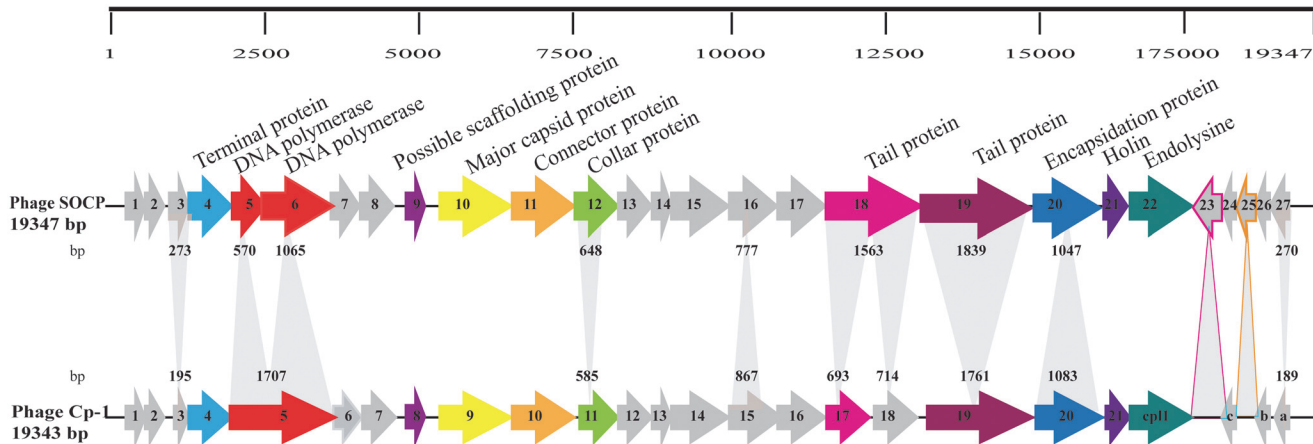 1 2500 5000 7500 10000 12500 15000 175000 19347
Terminal protein
DNA polymerase
DNA polymerase
Possible scaffolding protein
Major capsid protein
Connector protein
Collar protein
Tail protein
Tail protein
Encapsidation protein
Holin
Endolysine
Phage SOCP
19347 bp
1 2 3 4 5 6 7 8 9 10 11 12 13 14 15 16 17 18 19 20 21 22 23 24 25 26 27
bp 273 570 1065 648 777 1563 1839 1047 270
bp 195 1707 585 867 693 714 1761 1083 189
Phage Cp-1
19343 bp
1 2 3 4 5 6 7 8 9 10 11 12 13 14 15 16 17 18 19 20 21 cpl1 c b a